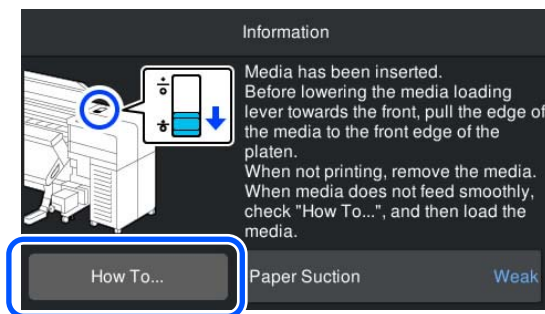 Information
Media has been inserted.
Before lowering the media loading
lever towards the front, pull the edge of
the media to the front edge of the
platen.
When not printing, remove the media.
When media does not feed smoothly,
check "How To...", and then load the
media.
How To...
Paper Suction
Weak